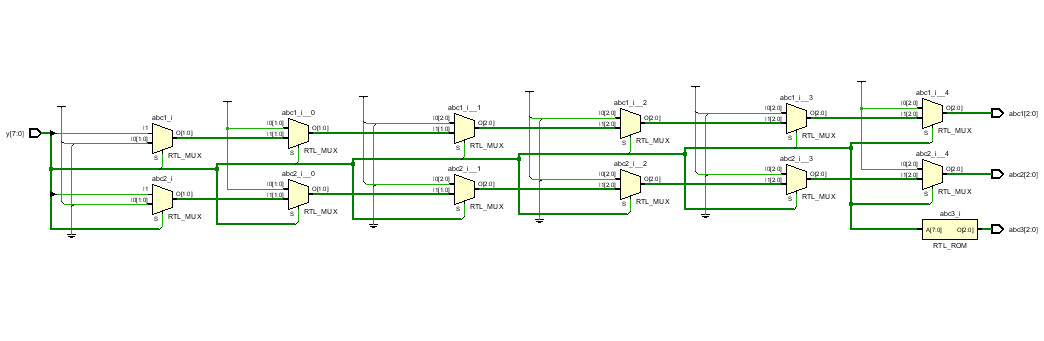 abc1_i__4
abc1_i__3
abc1_i__2
abc1_i__1
abc1_i__0
abc1_i
I0[2:0]
I1[2:0]
S
O[2:0]
RTL_MUX
abc1[2:0]
I0[2:0]
I1[2:0]
S
O[2:0]
RTL_MUX
I0[2:0]
I1[2:0]
S
O[2:0]
RTL_MUX
I0[2:0]
I1[1:0]
S
O[2:0]
RTL_MUX
I0[1:0]
I1[1:0]
S
O[1:0]
RTL_MUX
y[7:0]
I1
I0[1:0]
S
O[1:0]
RTL_MUX
abc2_i__4
abc2_i__3
abc2_i__2
abc2_i__1
abc2_i__0
abc2_i
I0[2:0]
I1[2:0]
S
O[2:0]
RTL_MUX
abc2[2:0]
I0[2:0]
I1[2:0]
S
O[2:0]
RTL_MUX
I0[2:0]
I1[2:0]
S
O[2:0]
RTL_MUX
I0[2:0]
I1[1:0]
S
O[2:0]
RTL_MUX
I0[1:0]
I1[1:0]
S
O[1:0]
RTL_MUX
I1
I0[1:0]
S
O[1:0]
RTL_MUX
abc3_i
A[7:0] O[2:0]
RTL_ROM
abc3[2:0]